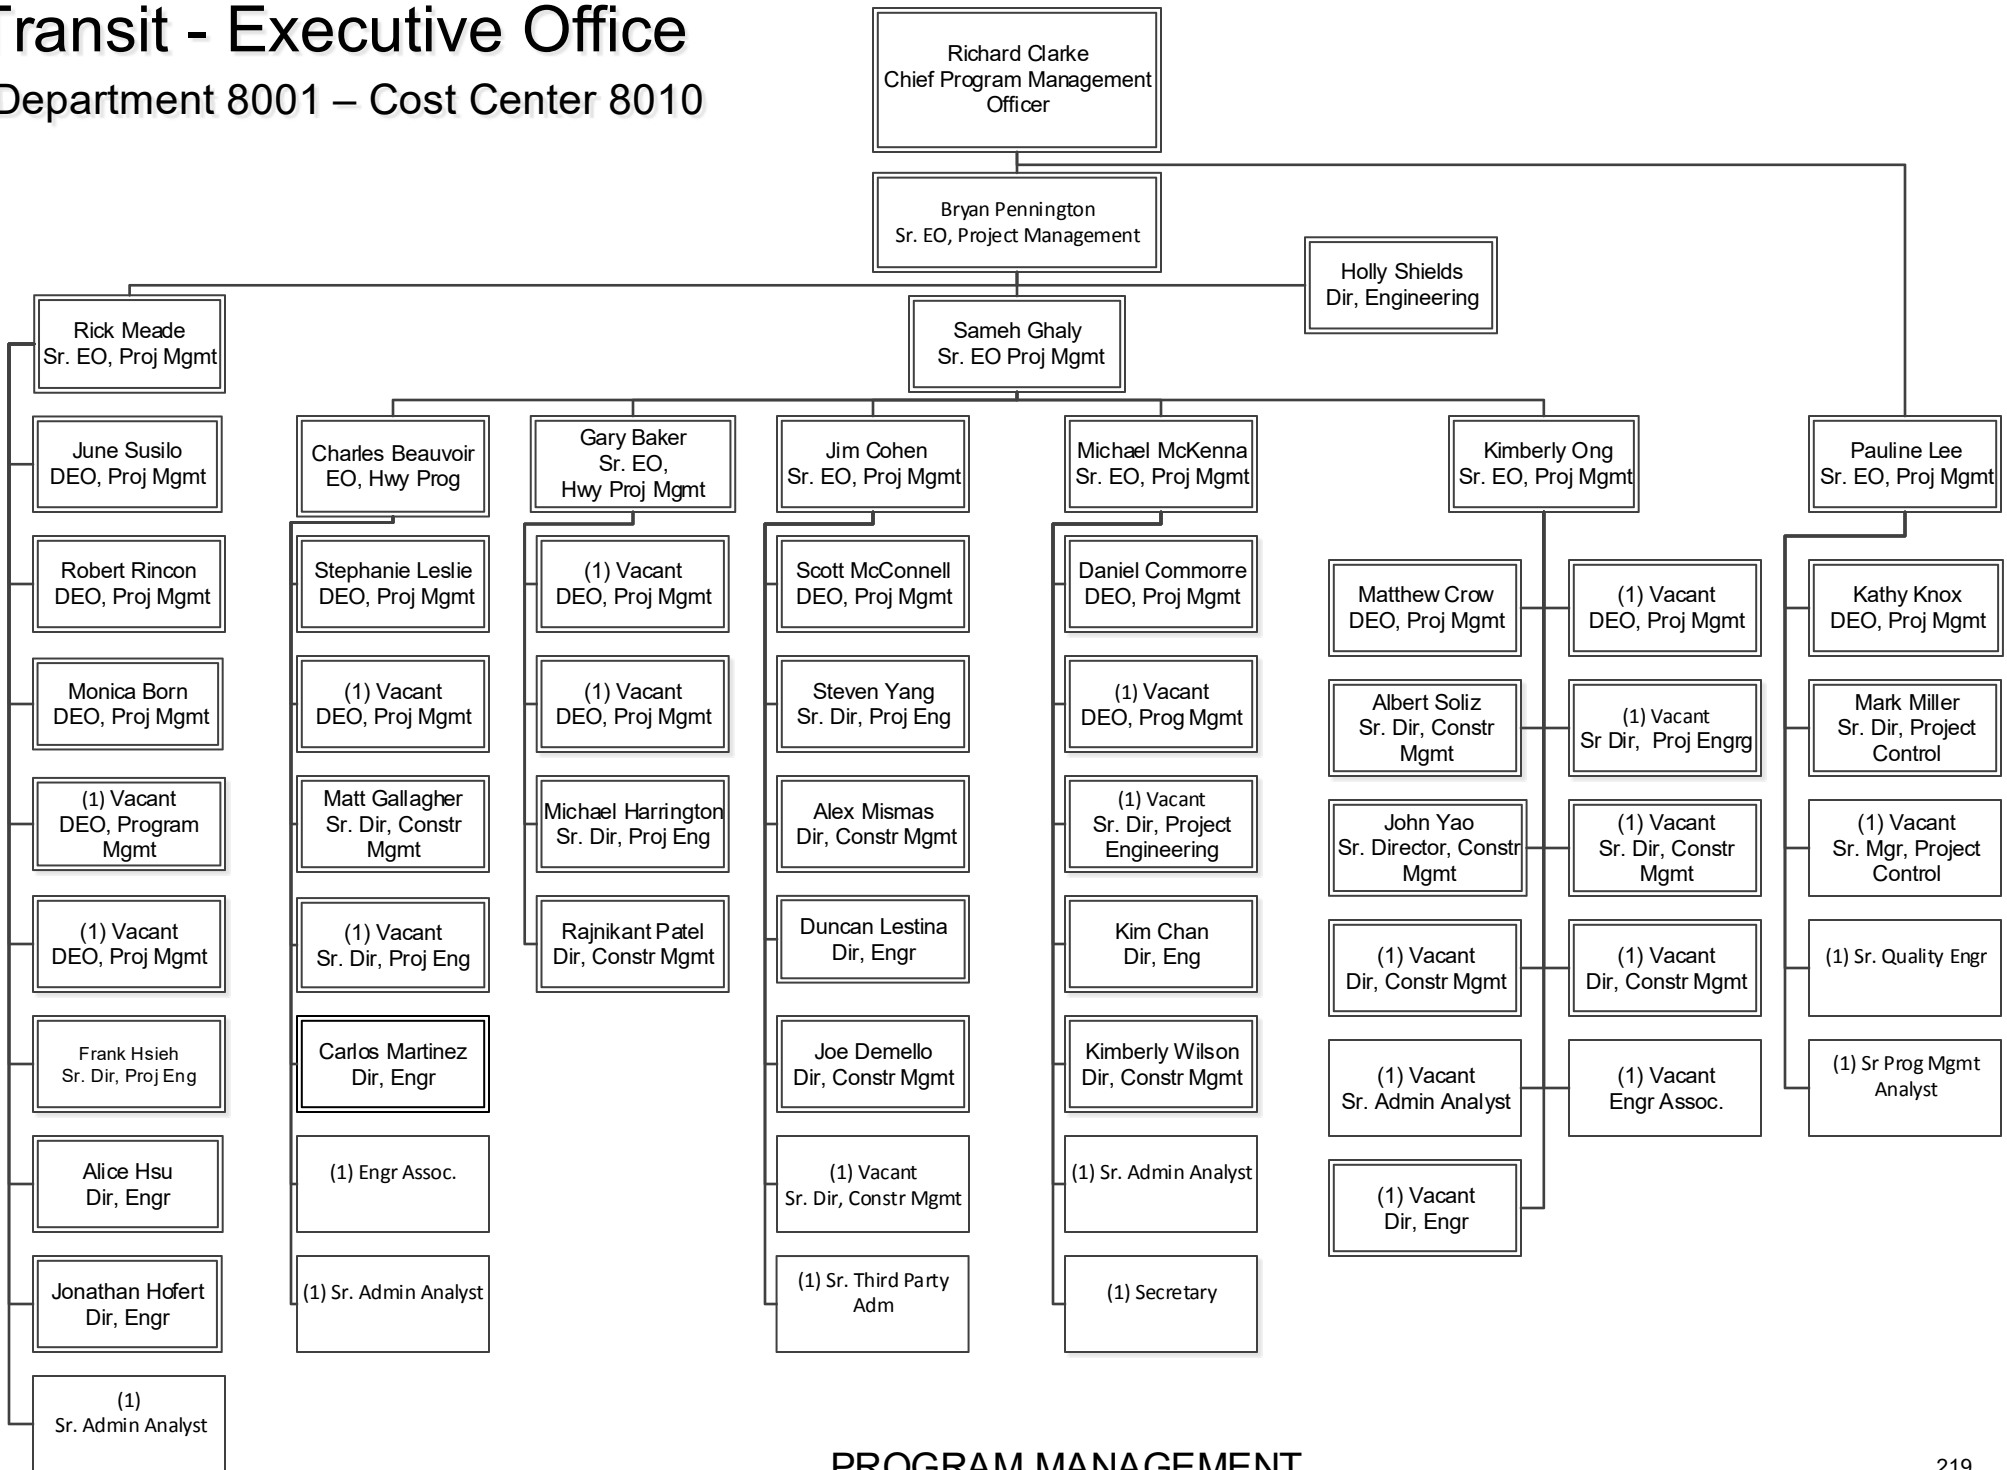 Transit - Executive Office
Department 8001 – Cost Center 8010
Richard Clarke
Chief Program Management
Officer
Bryan Pennington
Sr. EO, Project Management
Holly Shields
Dir, Engineering
Rick Meade
Sr. EO, Proj Mgmt
Sameh Ghaly
Sr. EO Proj Mgmt
June Susilo
DEO, Proj Mgmt
Robert Rincon
DEO, Proj Mgmt
Monica Born
DEO, Proj Mgmt
(1) Vacant
DEO, Program
Mgmt
(1) Vacant
DEO, Proj Mgmt
Frank Hsieh
Sr. Dir, Proj Eng
Alice Hsu
Dir, Engr
Jonathan Hofert
Dir, Engr
(1)
Sr. Admin Analyst
Charles Beauvoir
EO, Hwy Prog
Stephanie Leslie
DEO, Proj Mgmt
(1) Vacant
DEO, Proj Mgmt
Matt Gallagher
Sr. Dir, Constr
Mgmt
(1) Vacant
Sr. Dir, Proj Eng
Carlos Martinez
Dir, Engr
(1) Engr Assoc.
(1) Sr. Admin Analyst
Gary Baker
Sr. EO,
Hwy Proj Mgmt
(1) Vacant
DEO, Proj Mgmt
(1) Vacant
DEO, Proj Mgmt
Michael Harrington
Sr. Dir, Proj Eng
Rajnikant Patel
Dir, Constr Mgmt
Jim Cohen
Sr. EO, Proj Mgmt
Scott McConnell
DEO, Proj Mgmt
Steven Yang
Sr. Dir, Proj Eng
Alex Mismas
Dir, Constr Mgmt
Duncan Lestina
Dir, Engr
Joe Demello
Dir, Constr Mgmt
(1) Vacant
Sr. Dir, Constr Mgmt
(1) Sr. Third Party
Adm
Michael McKenna
Sr. EO, Proj Mgmt
Daniel Commorre
DEO, Proj Mgmt
(1) Vacant
DEO, Prog Mgmt
(1) Vacant
Sr. Dir, Project
Engineering
Kim Chan
Dir, Eng
Kimberly Wilson
Dir, Constr Mgmt
(1) Sr. Admin Analyst
(1) Secretary
Kimberly Ong
Sr. EO, Proj Mgmt
Matthew Crow
DEO, Proj Mgmt
(1) Vacant
DEO, Proj Mgmt
Albert Soliz
Sr. Dir, Constr
Mgmt
(1) Vacant
Sr Dir, Proj Engrg
John Yao
Sr. Director, Constr
Mgmt
(1) Vacant
Sr. Dir, Constr
Mgmt
(1) Vacant
Dir, Constr Mgmt
(1) Vacant
Dir, Constr Mgmt
(1) Vacant
Sr. Admin Analyst
(1) Vacant
Engr Assoc.
(1) Vacant
Dir, Engr
Pauline Lee
Sr. EO, Proj Mgmt
Kathy Knox
DEO, Proj Mgmt
Mark Miller
Sr. Dir, Project
Control
(1) Vacant
Sr. Mgr, Project
Control
(1) Sr. Quality Engr
(1) Sr Prog Mgmt
Analyst
PROGRAM MANAGEMENT
219